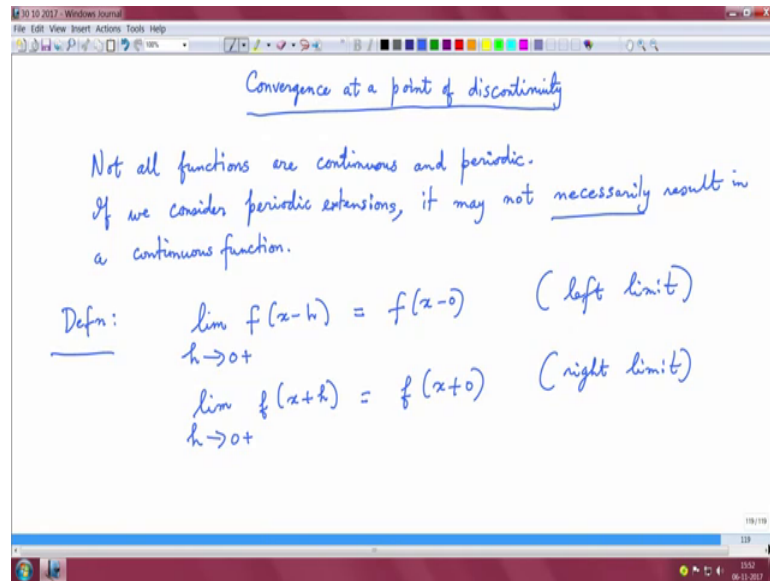 30 10 2017 - Windows Journal
File Edit View Insert Actions Tools Help
100%
Convergence at a point of discontinuity
Not all functions are continuous and periodic.
If we consider periodic extensions, it may not necessarily result in
a continuous function.
Defn: lim f(x-h) = f(x-0) (left limit)
h→0+
lim f(x+h) = f(x+0) (right limit)
h→0+
119/119
119
15:52
06-11-2017